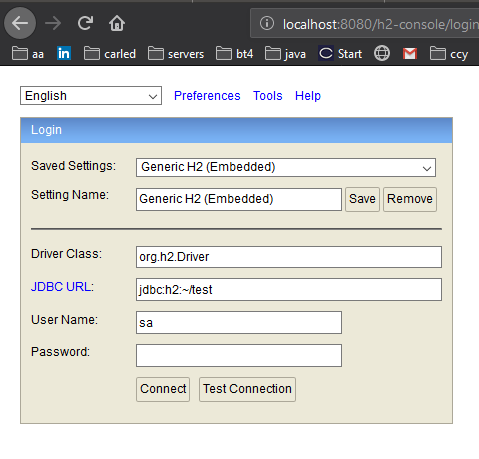 localhost:8080/h2-console/login
aa carled servers bt4 java Start ccy
English Preferences Tools Help
Login
Saved Settings: Generic H2 (Embedded)
Setting Name: Generic H2 (Embedded) Save Remove
Driver Class: org.h2.Driver
JDBC URL: jdbc:h2:~/test
User Name: sa
Password:
Connect Test Connection